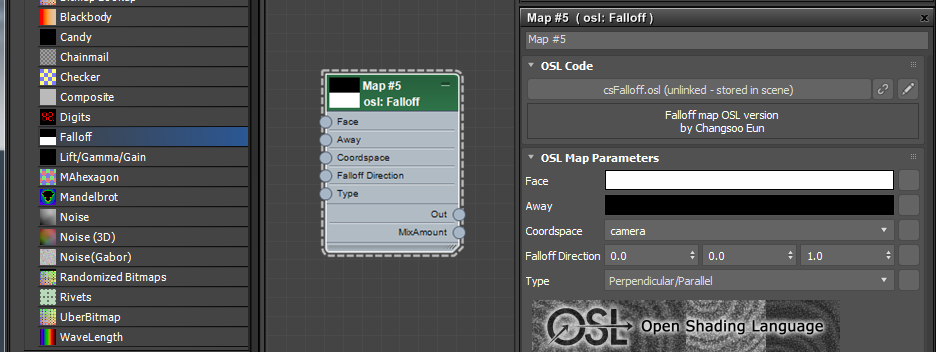 Blackbody
Candy
Chainmail
Checker
Composite
Digits
Falloff
Lift/Gamma/Gain
MAhexagon
Mandelbrot
Noise
Noise (3D)
Noise(Gabor)
Randomized Bitmaps
Rivets
UberBitmap
WaveLength
Map #5
osl: Falloff
Face
Away
Coordspace
Falloff Direction
Type
Out
MixAmount
Map #5 ( osl: Falloff )
Map #5
OSL Code
csFalloff.osl (unlinked - stored in scene)
Falloff map OSL version
by Changsoo Eun
OSL Map Parameters
Face
Away
Coordspace camera
Falloff Direction 0.0 0.0 1.0
Type Perpendicular/Parallel
OSL Open Shading Language